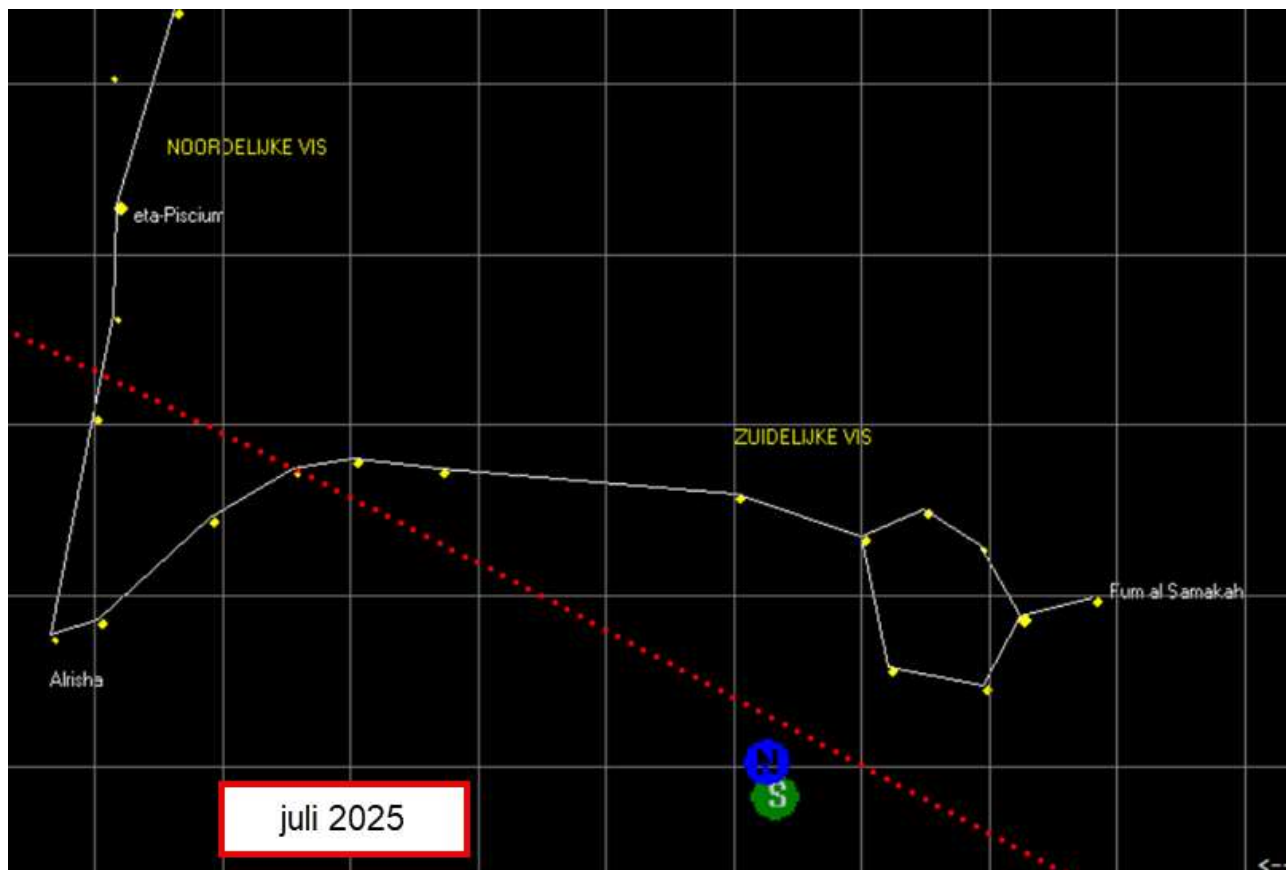 NOORDELIJKE VIS
eta-Piscium
ZUIDELIJKE VIS
Fum al Samakah
Alrisha
N
S
juli 2025
<--